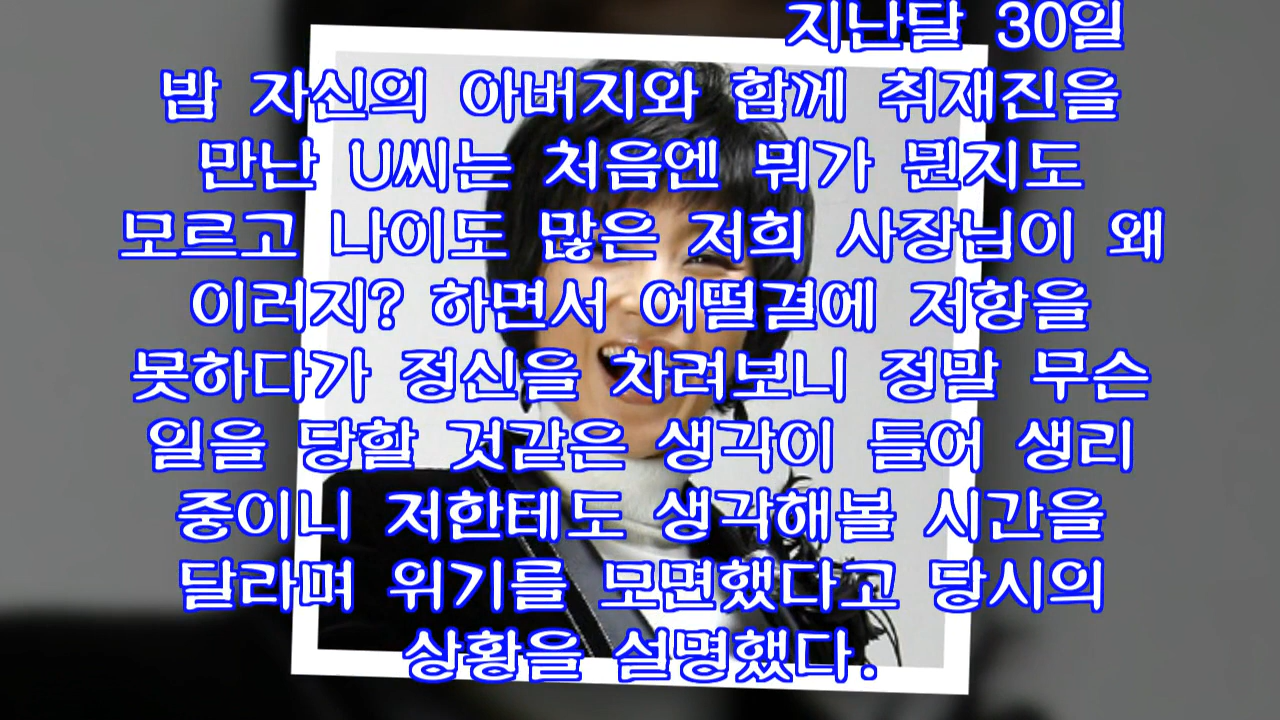 지난달 30일
밤 자신의 아버지와 함께 취재진을
만난 U씨는 처음엔 뭐가 뭔지도
모르고 나이도 많은 저희 사장님이 왜
이러지? 하면서 어떨결에 저항을
못하다가 정신을 차려보니 정말 무슨
일을 당할 것같은 생각이 들어 생리
중이니 저한테도 생각해볼 시간을
달라며 위기를 모면했다고 당시의
상황을 설명했다.